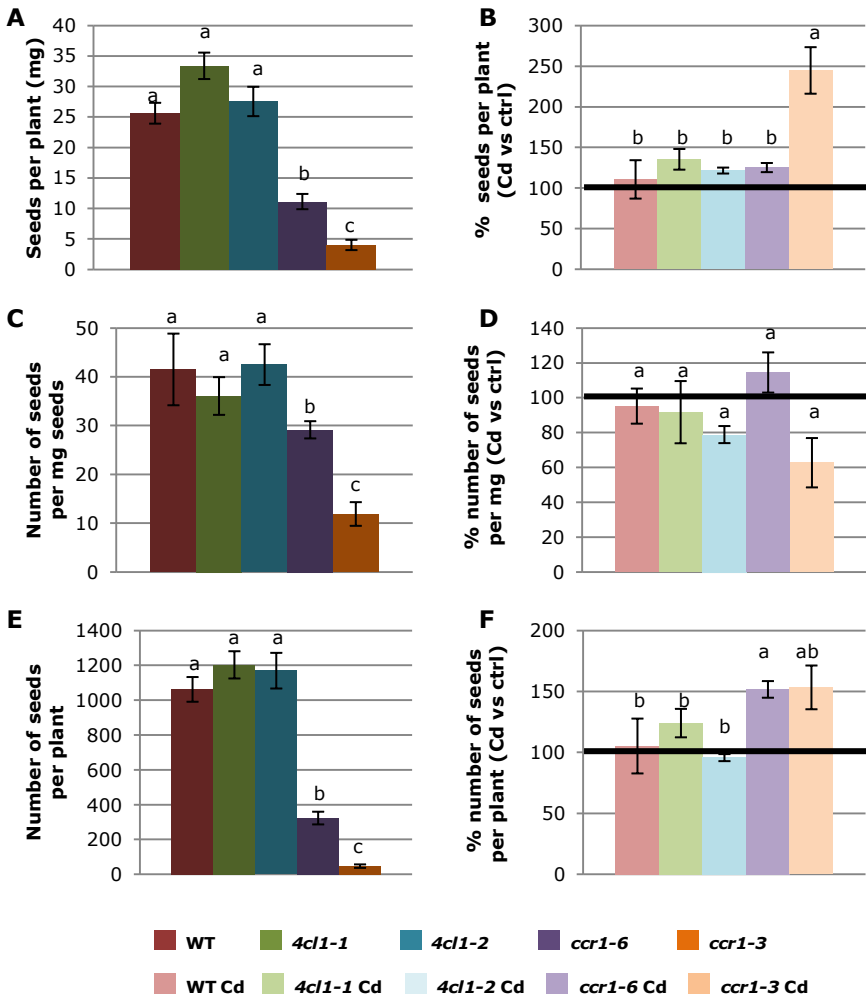 A
Seeds per plant (mg)
40
35
30
25
20
15
10
5
0
a
a
a
b
c
B
% seeds per plant
(Cd vs ctrl)
300
250
200
150
100
50
0
b
b
b
b
a
C
Number of seeds
per mg seeds
50
40
30
20
10
0
a
a
a
b
c
D
% number of seeds
per mg (Cd vs ctrl)
140
120
100
80
60
40
20
0
a
a
a
a
a
E
Number of seeds
per plant
1400
1200
1000
800
600
400
200
0
a
a
a
b
c
F
% number of seeds
per plant (Cd vs ctrl)
200
150
100
50
0
b
b
b
a
ab
WT 4cl1-1 4cl1-2 ccr1-6 ccr1-3
WT Cd 4cl1-1 Cd 4cl1-2 Cd ccr1-6 Cd ccr1-3 Cd